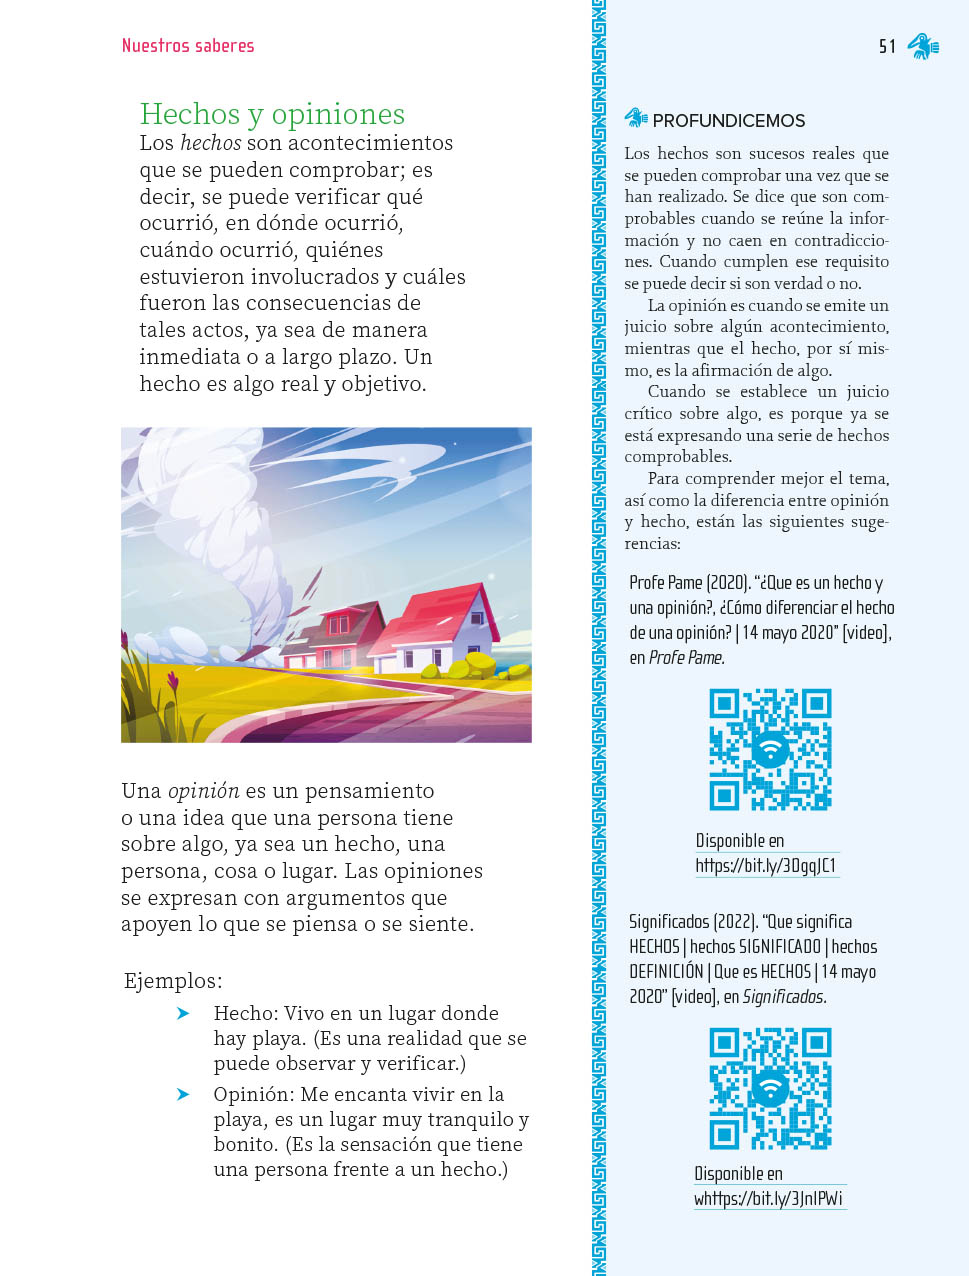 Nuestros saberes
51
Hechos y opiniones
Los hechos son acontecimientos
que se pueden comprobar; es
decir, se puede verificar qué
ocurrió, en dónde ocurrió,
cuándo ocurrió, quiénes
estuvieron involucrados y cuáles
fueron las consecuencias de
tales actos, ya sea de manera
inmediata o a largo plazo. Un
hecho es algo real y objetivo.
Una opinión es un pensamiento
o una idea que una persona tiene
sobre algo, ya sea un hecho, una
persona, cosa o lugar. Las opiniones
se expresan con argumentos que
apoyen lo que se piensa o se siente.
Ejemplos:
Hecho: Vivo en un lugar donde
hay playa. (Es una realidad que se
puede observar y verificar.)
Opinión: Me encanta vivir en la
playa, es un lugar muy tranquilo y
bonito. (Es la sensación que tiene
una persona frente a un hecho.)
PROFUNDICEMOS
Los hechos son sucesos reales que
se pueden comprobar una vez que se
han realizado. Se dice que son com-
probables cuando se reúne la infor-
mación y no caen en contradiccio-
nes. Cuando cumplen ese requisito
se puede decir si son verdad o no.
La opinión es cuando se emite un
juicio sobre algún acontecimiento,
mientras que el hecho, por sí mis-
mo, es la afirmación de algo.
Cuando se establece un juicio
crítico sobre algo, es porque ya se
está expresando una serie de hechos
comprobables.
Para comprender mejor el tema,
así como la diferencia entre opinión
y hecho, están las siguientes suge-
rencias:
Profe Pame (2020). “¿Que es un hecho y
una opinión?, ¿Cómo diferenciar el hecho
de una opinión? | 14 mayo 2020” [video],
en Profe Pame.
Disponible en
https://bit.ly/3DgqJC1
Significados (2022). “Que significa
HECHOS | hechos SIGNIFICADO | hechos
DEFINICIÓN | Que es HECHOS | 14 mayo
2020” [video], en Significados.
Disponible en
whttps://bit.ly/3JnIPWi